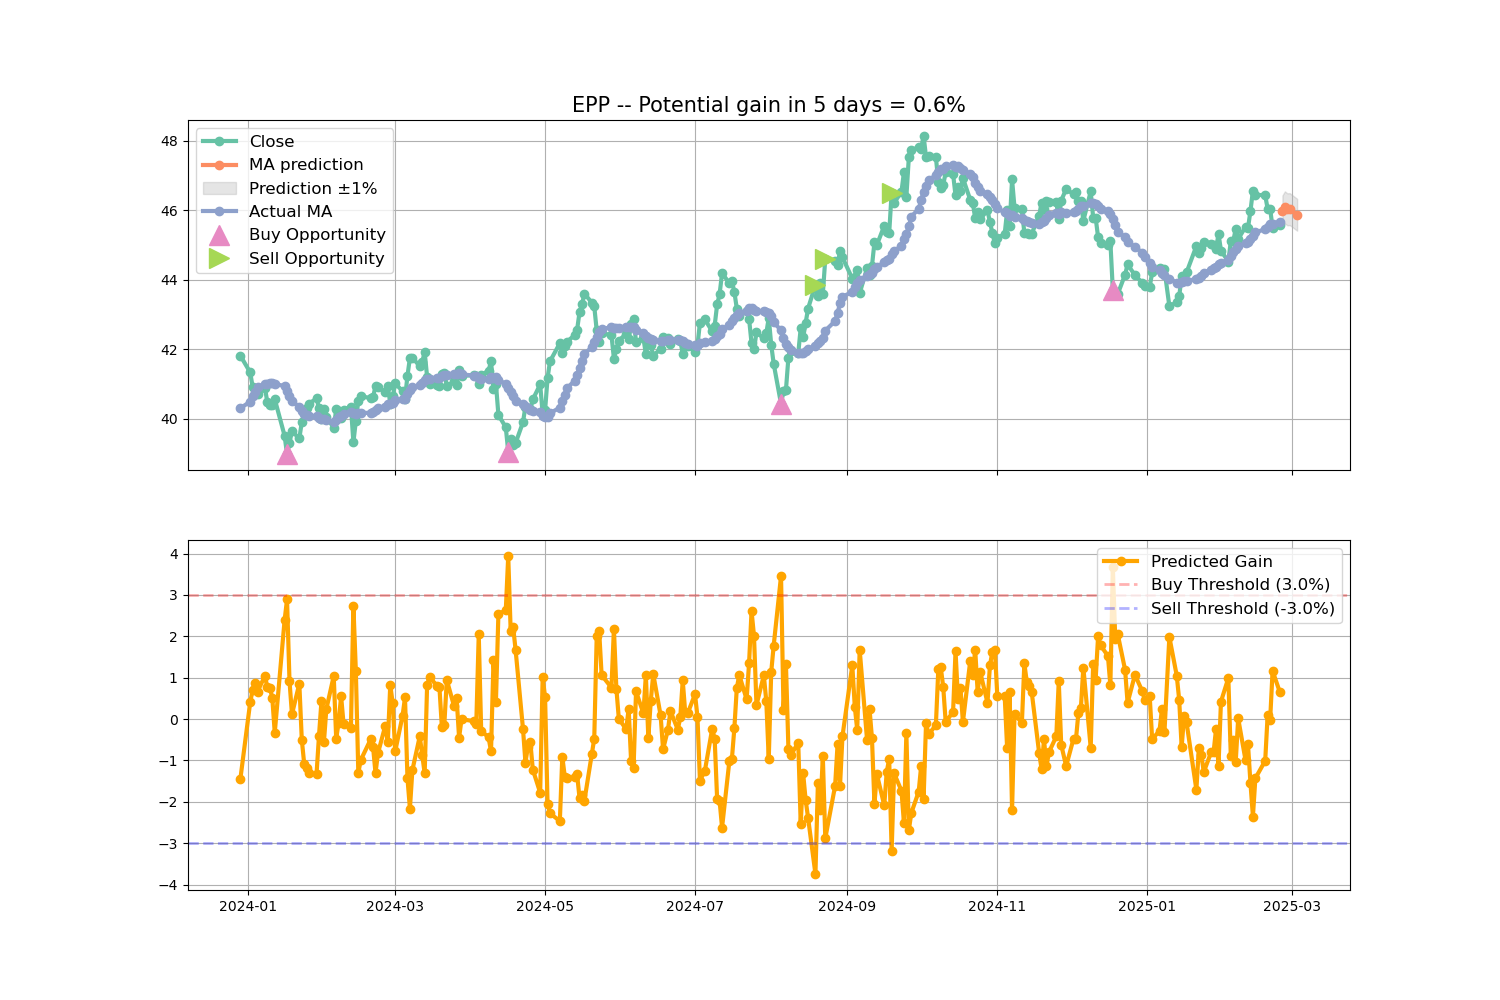 EPP -- Potential gain in 5 days = 0.6%
48
46
44
42
40
Close
MA prediction
Prediction ±1%
Actual MA
Buy Opportunity
Sell Opportunity
4
3
2
1
0
−1
−2
−3
−4
Predicted Gain
Buy Threshold (3.0%)
Sell Threshold (-3.0%)
2024-01
2024-03
2024-05
2024-07
2024-09
2024-11
2025-01
2025-03